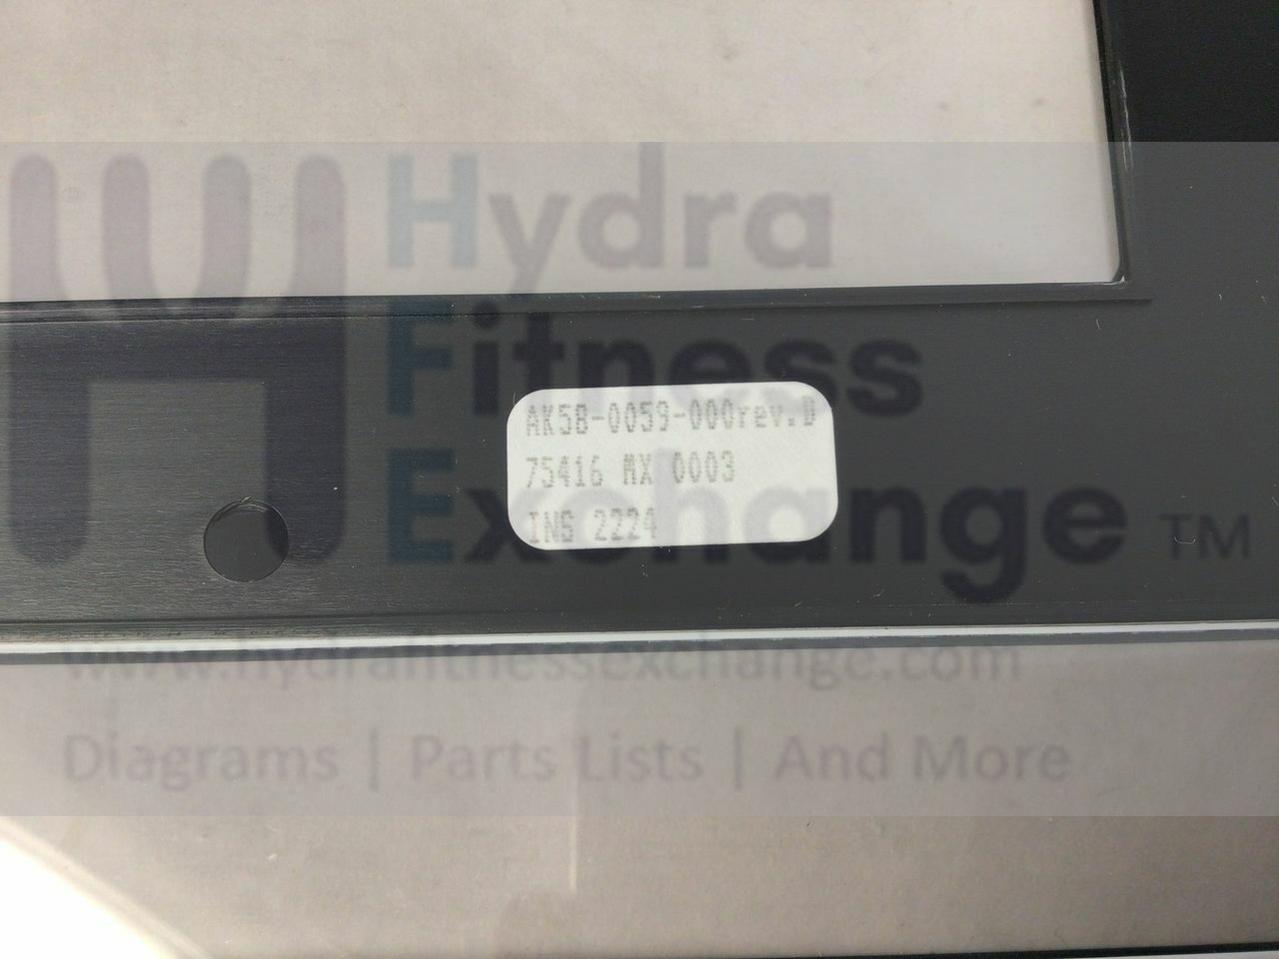 Hydra
Fitness
AK58-0059-000rev.D
75416 MX 0003
Exchange TM
INS 2224
www.hydrafitnessexchange.com
Diagrams | Parts Lists | And More